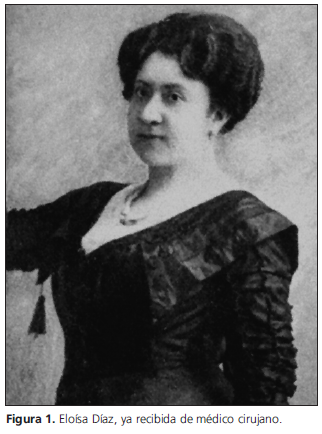 Figura 1. Eloísa Díaz, ya recibida de médico cirujano.